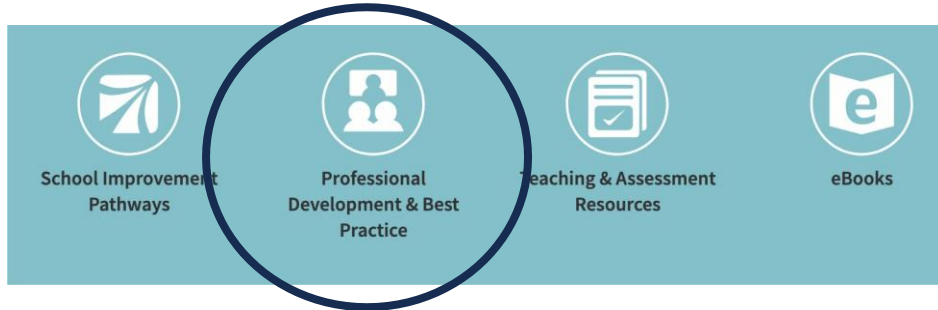 School Improvement
Pathways
Professional
Development & Best
Practice
Teaching & Assessment
Resources
e
eBooks